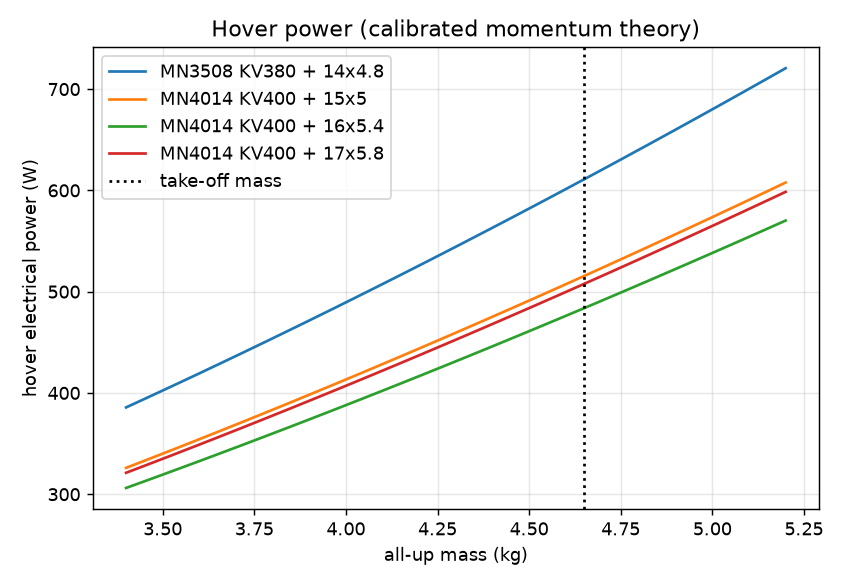 Hover power (calibrated momentum theory)
MN3508 KV380 + 14x4.8
MN4014 KV400 + 15x5
MN4014 KV400 + 16x5.4
MN4014 KV400 + 17x5.8
take-off mass
hover electrical power (W)
700
600
500
400
300
3.50 3.75 4.00 4.25 4.50 4.75 5.00 5.25
all-up mass (kg)